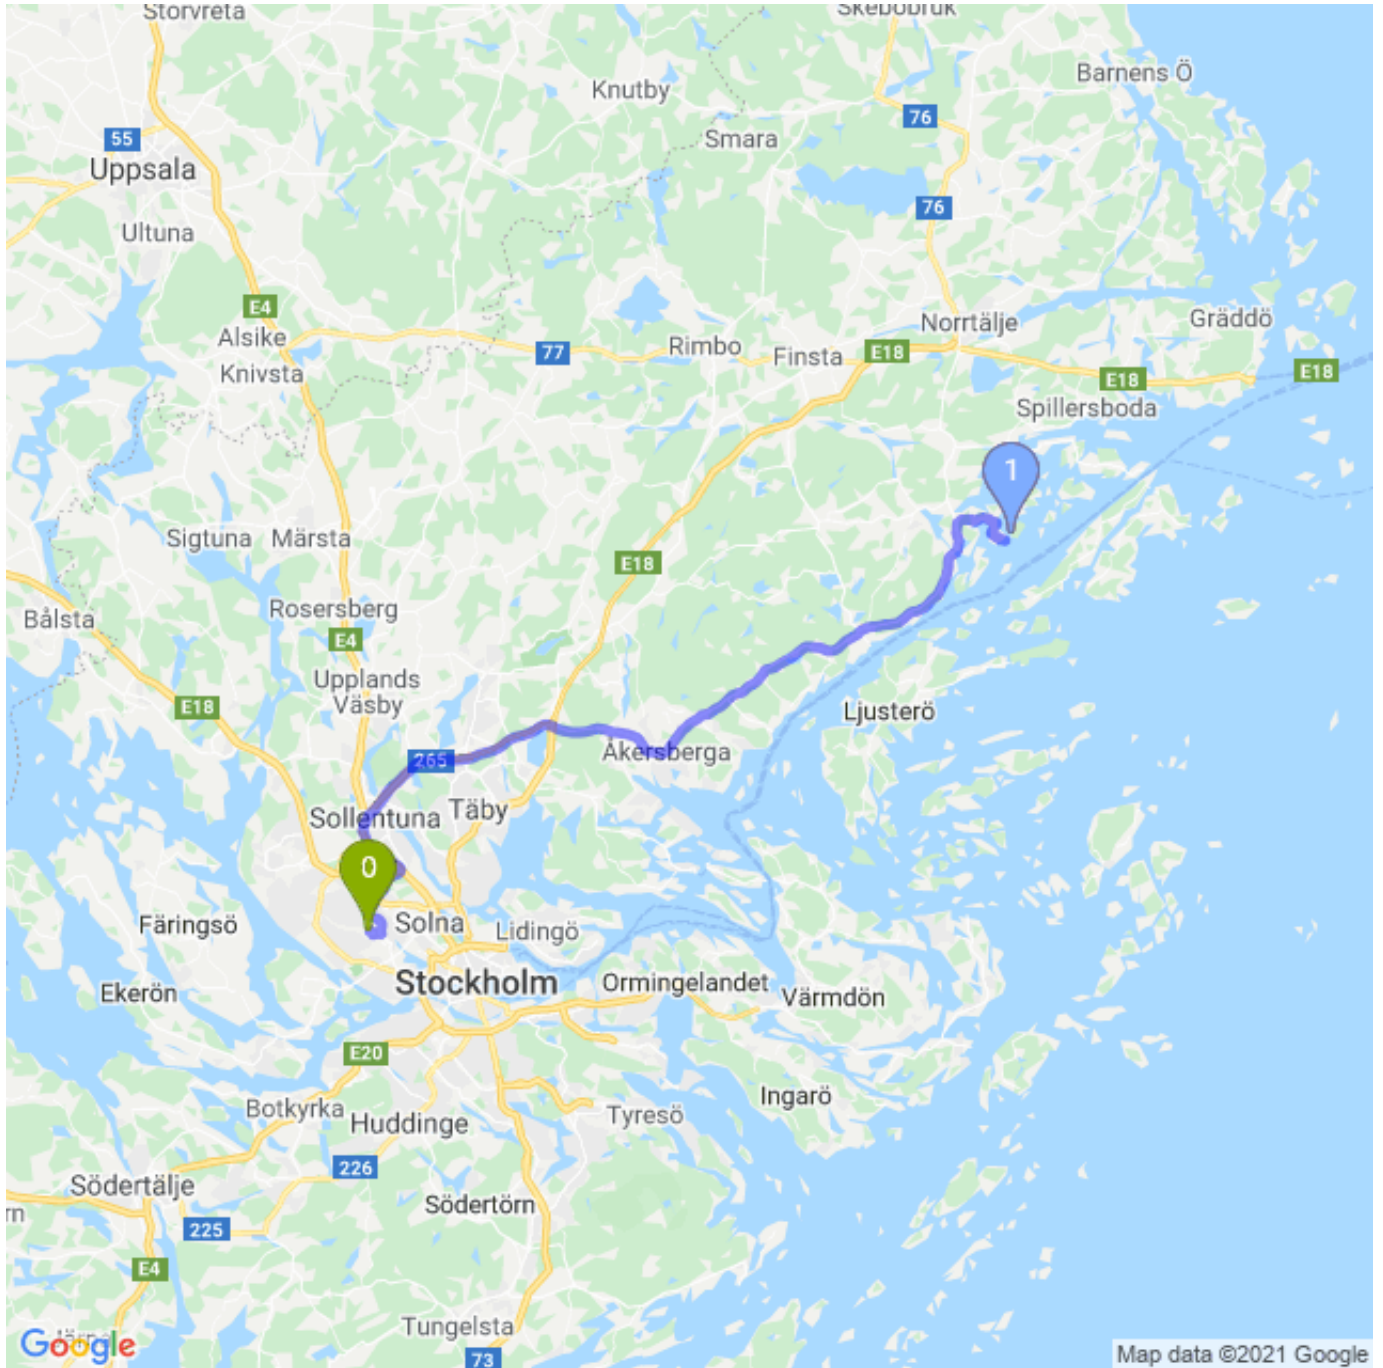 Storvreta
Skebobruk
Barnens Ö
Knutby
76
55
Smara
Uppsala
76
Ultuna
E4
Alsike
Norrtälje
Gräddö
77
Rimbo
Finsta
E18
Knivsta
E18
E18
Spillersboda
1
Sigtuna
Märsta
E18
Bålsta
Rosersberg
E4
Upplands
Väsby
E18
Ljusterö
265
Åkersberga
Sollentuna
Täby
0
Färingsö
Solna
Lidingö
Ekerön
Stockholm
Ormingelandet
Värmdön
E20
Botkyrka
Huddinge
Tyresö
Ingarö
226
Södertälje
Södertörn
rn
225
E4
Tungelsta
Google
73
Map data ©2021 Google